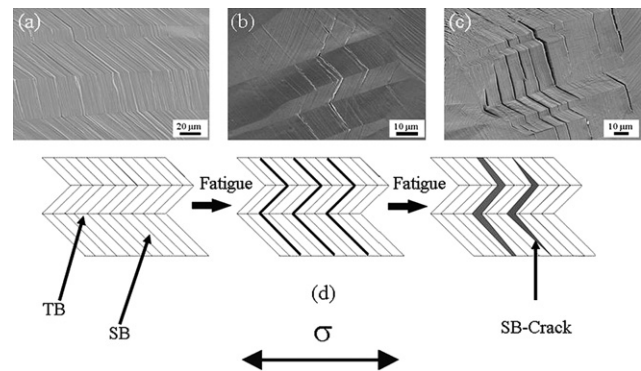 (a)
(b)
(c)
20 μm
10 μm
10 μm
Fatigue
Fatigue
TB
SB
(d)
SB-Crack
σ